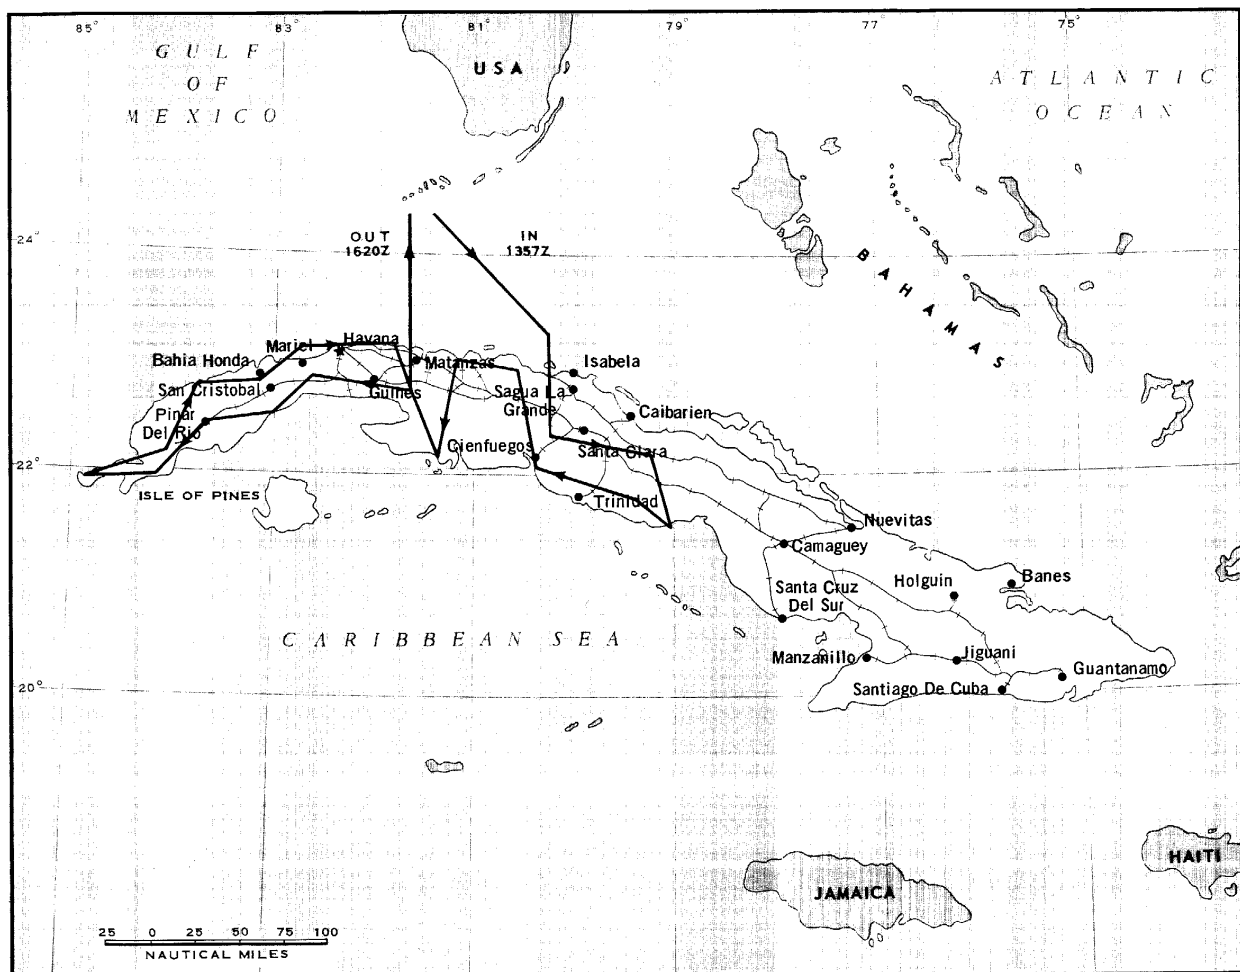 85°
83
81°
79
77
75°
GULF
OF
MEXICO
USA
ATLANTIC
OCEAN
24°
OUT
1620Z
IN
1357Z
BAHAMAS
Mariel
Havana
Bahia Honda
Matanzas
Isabela
San Cristobal
Guines
Sagua La
Grande
Pinar
Del Rio
Caibarien
Cienfuegos
Santa Clara
22°
ISLE OF PINES
Trinidad
Nuevitas
Camaguey
Banes
Holguin
Santa Cruz
Del Sur
CARIBBEAN SEA
Manzanillo
Jiguani
Guantanamo
Santiago De Cuba
20°
HAITI
JAMAICA
25 0 25 50 75 100
NAUTICAL MILES